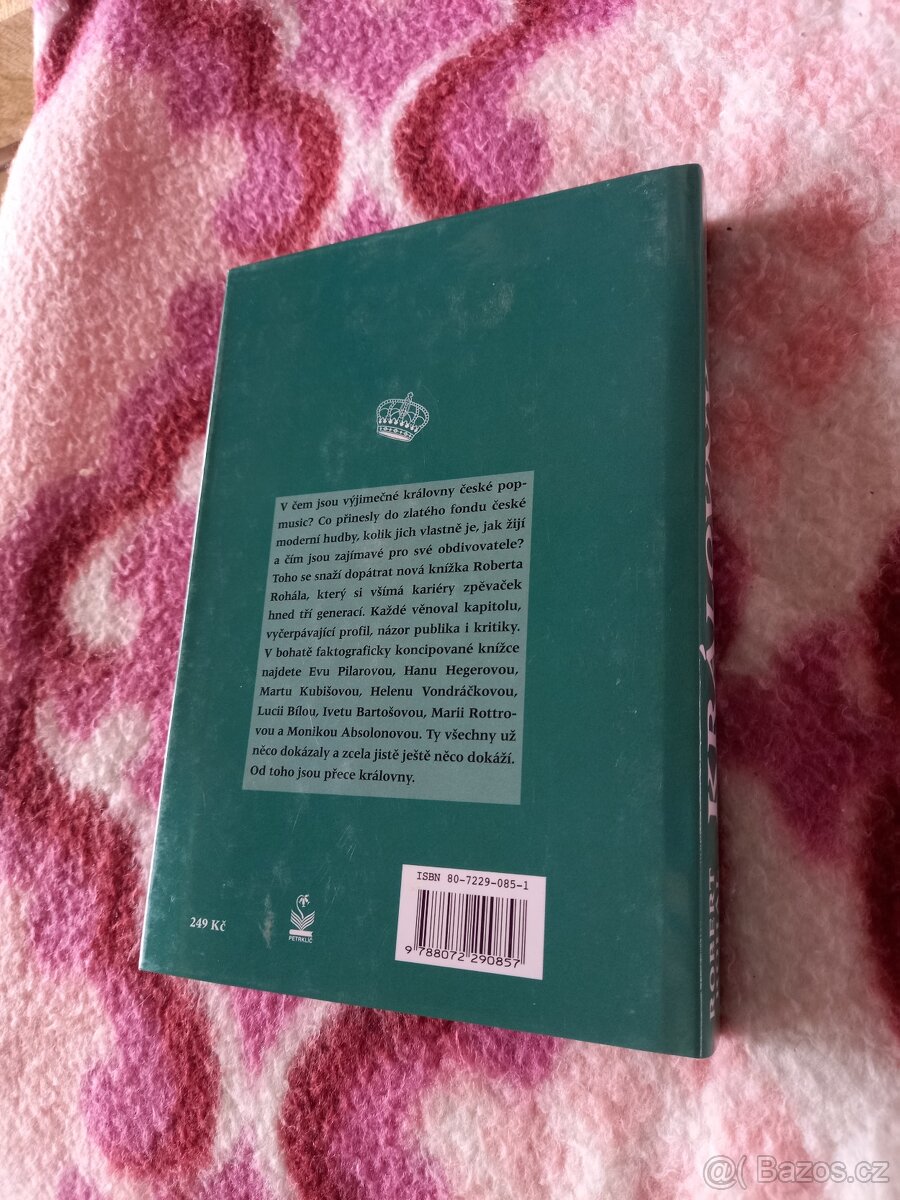 V čem jsou výjimečné královny české pop-
music? Co přinesly do zlatého fondu české
moderní hudby, kolik jich vlastně je, jak žijí
a čím jsou zajímavé pro své obdivovatele?
Toho se snaží dopátrat nová knížka Roberta
Rohála, který si všímá kariéry zpěvaček
hned tří generací. Každé věnoval kapitolu,
vyčerpávající profil, názor publika i kritiky.
V bohatě faktograficky koncipované knížce
najdete Evu Pilarovou, Hanu Hegerovou,
Martu Kubišovou, Helenu Vondráčkovou,
Lucii Bílou, Ivetu Bartošovou, Marii Rottro-
vou a Monikou Absolonovou. Ty všechny už
něco dokázaly a zcela jistě ještě něco dokáží.
Od toho jsou přece královny.
249 Kč
PETRKLÍČ
ISBN 80-7229-085-1
9 788072 290857
ROBERT
@( Bazos.cz